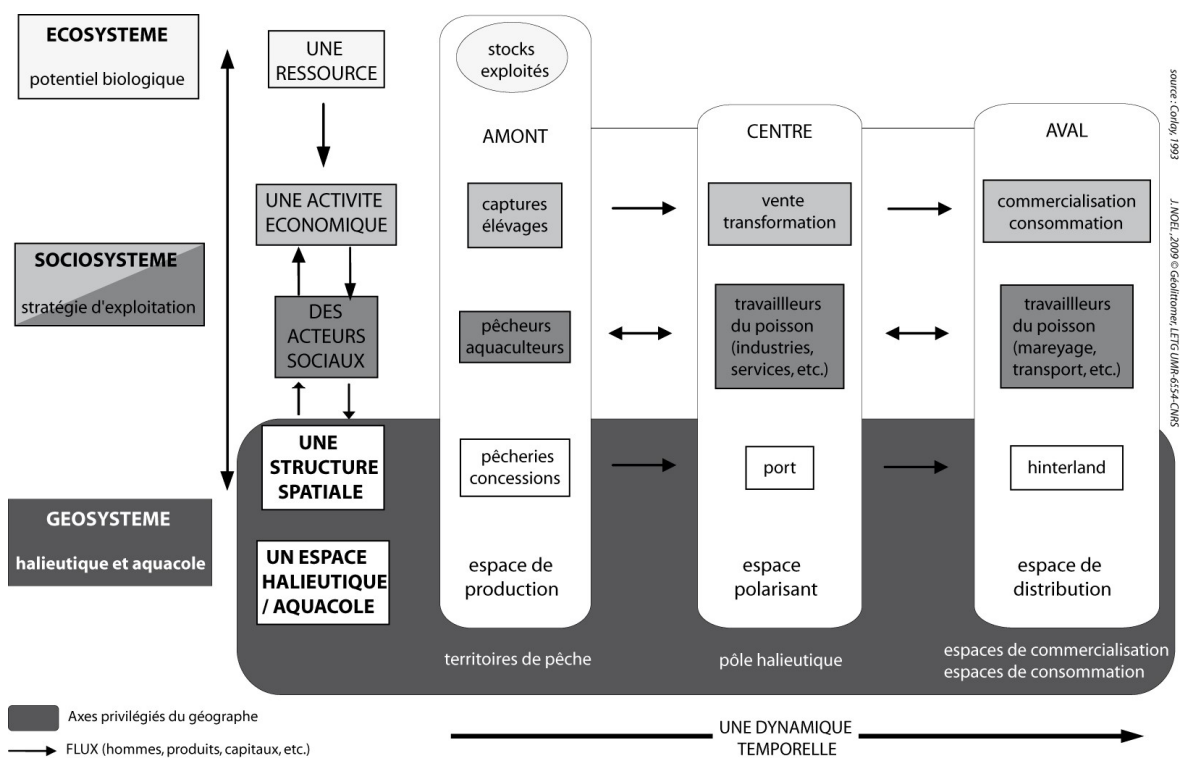 ECOSYSTEME
potentiel biologique
UNE
RESSOURCE
stocks
exploités
AMONT
CENTRE
AVAL
UNE ACTIVITE
ECONOMIQUE
captures
élévages
vente
transformation
commercialisation
consommation
SOCIOSYSTEME
stratégie d'exploitation
DES
ACTEURS
SOCIAUX
pêcheurs
aquaculteurs
travaillleurs
du poisson
(industries,
services, etc.)
travaillleurs
du poisson
(mareyage,
transport, etc.)
UNE
STRUCTURE
SPATIALE
pêcheries
concessions
port
hinterland
GEOSYSTEME
halieutique et aquacole
UN ESPACE
HALIEUTIQUE
/ AQUACOLE
espace de
production
espace
polarisant
espace de
distribution
territoires de pêche
pôle halieutique
espaces de commercialisation
espaces de consommation
Axes privilégiés du géographe
FLUX (hommes, produits, capitaux, etc.)
UNE DYNAMIQUE
TEMPORELLE
source : Corlay, 1993 J.NOEL. 2009 © Géolittomer, LETG UMR-6554-CNRS